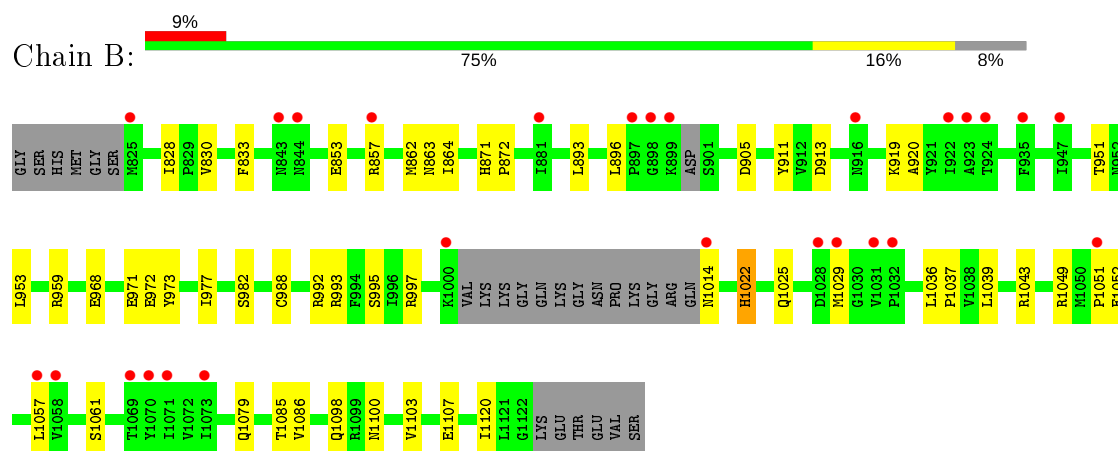 9%
Chain B:
75% 16% 8%
GLY SER HIS MET GLY SER M825 I828 P829 V830 F833 N843 N844 E853 R857 M862 N863 I864 H871 P872 I881 L893 L896 P897 G898 K899 ASP S901 D905 Y911 V912 D913 N916 K919 A920 Y921 I922 A923 T924 F935 I947 T951
L953 R959 E968 E971 E972 Y973 I977 S982 C988 R992 R993 F994 S995 I996 R997 K1000 VAL LYS LYS GLY GLN LYS GLY ASN PRO LYS GLY ARG GLN N1014 H1022 Q1025 D1028 M1029 G1030 V1031 P1032 L1036 P1037 V1038 L1039 R1043 R1049 M1050 P1051
L1057 V1058 S1061 T1069 Y1070 I1071 V1072 I1073 Q1079 T1085 V1086 Q1098 R1099 N1100 V1103 E1107 I1120 L1121 G1122 LYS GLU THR GLU VAL SER